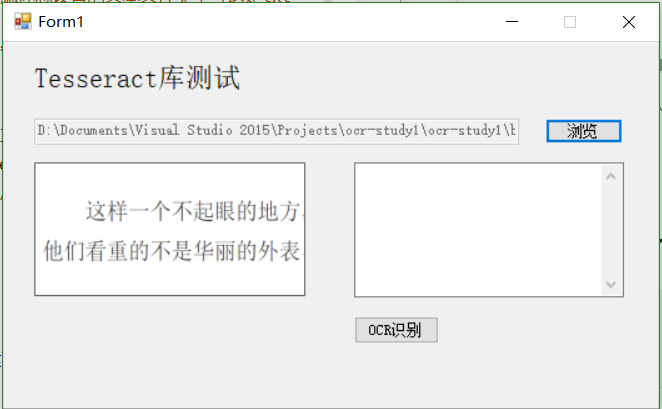 Form1
Tesseract库测试
D:\Documents\Visual Studio 2015\Projects\ocr-study1\ocr-study1\
浏览
这样一个不起眼的地方
他们看重的不是华丽的外表
OCR识别